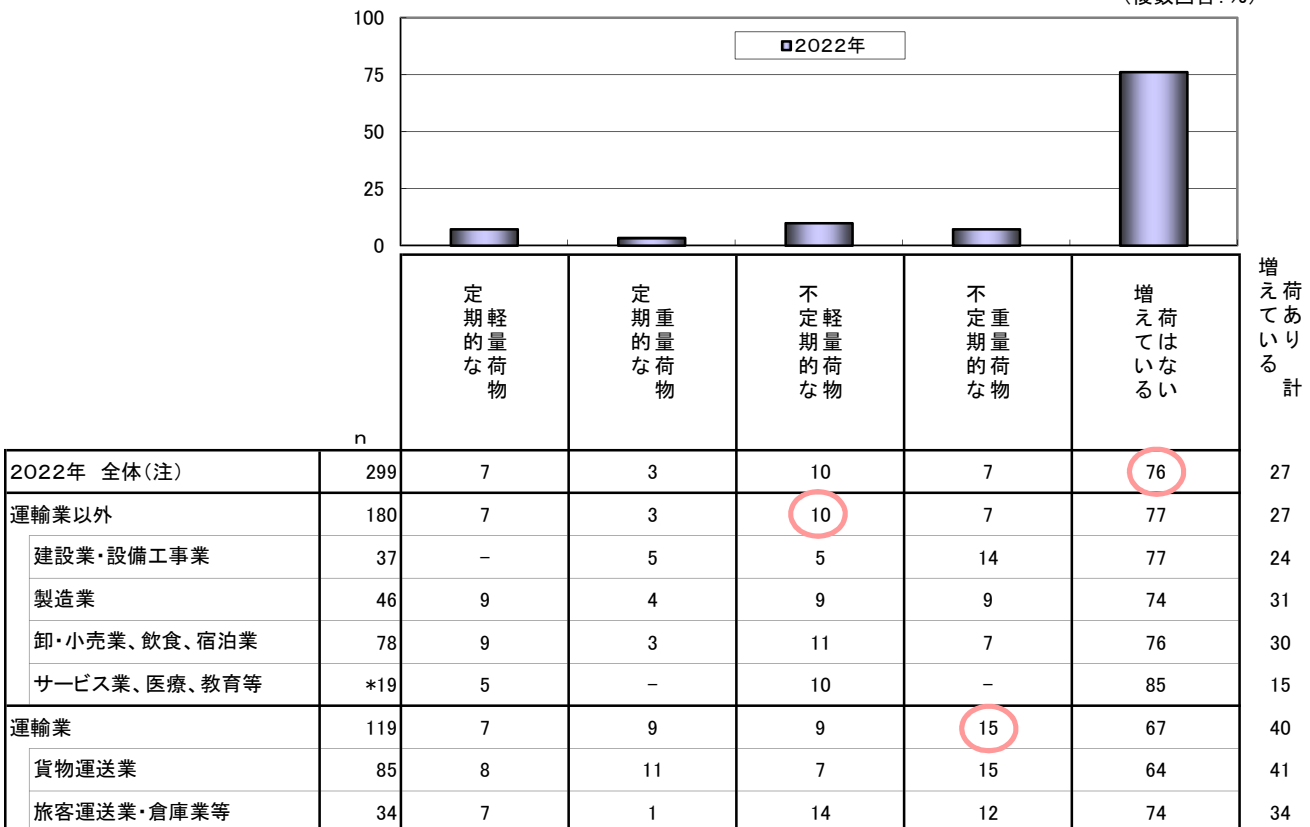 (複数回答:%)
100
75
50
25
0
2022年
定期的な軽量荷物
定期的な重量荷物
不定期的な軽量荷物
不定期的な重量荷物
増えている荷はない
増えている荷あり 計
n
2022年 全体(注) 299 7 3 10 7 76 27
運輸業以外 180 7 3 10 7 77 27
建設業・設備工事業 37 － 5 5 14 77 24
製造業 46 9 4 9 9 74 31
卸・小売業、飲食、宿泊業 78 9 3 11 7 76 30
サービス業、医療、教育等 *19 5 － 10 － 85 15
運輸業 119 7 9 9 15 67 40
貨物運送業 85 8 11 7 15 64 41
旅客運送業・倉庫業等 34 7 1 14 12 74 34